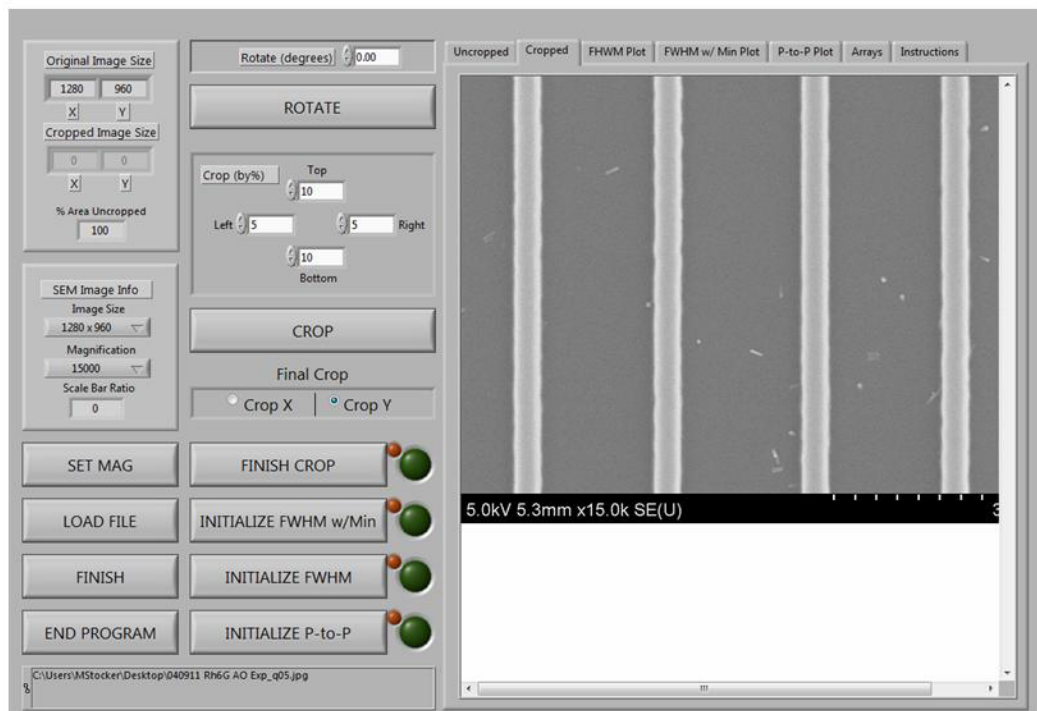 Original Image Size
1280 960
X Y
Cropped Image Size
0 0
X Y
% Area Uncropped
100
SEM Image Info
Image Size
1280 x 960
Magnification
15000
Scale Bar Ratio
0
SET MAG
LOAD FILE
FINISH
END PROGRAM
Rotate (degrees) 0.00
ROTATE
Crop (by%)
Top
10
Left 5 5 Right
10
Bottom
CROP
Final Crop
Crop X Crop Y
FINISH CROP
INITIALIZE FWHM w/Min
INITIALIZE FWHM
INITIALIZE P-to-P
C:\Users\MStocker\Desktop\040911 Rh6G AO Exp_q05.jpg
Uncropped Cropped FHWM Plot FWHM w/ Min Plot P-to-P Plot Arrays Instructions
5.0kV 5.3mm x15.0k SE(U)